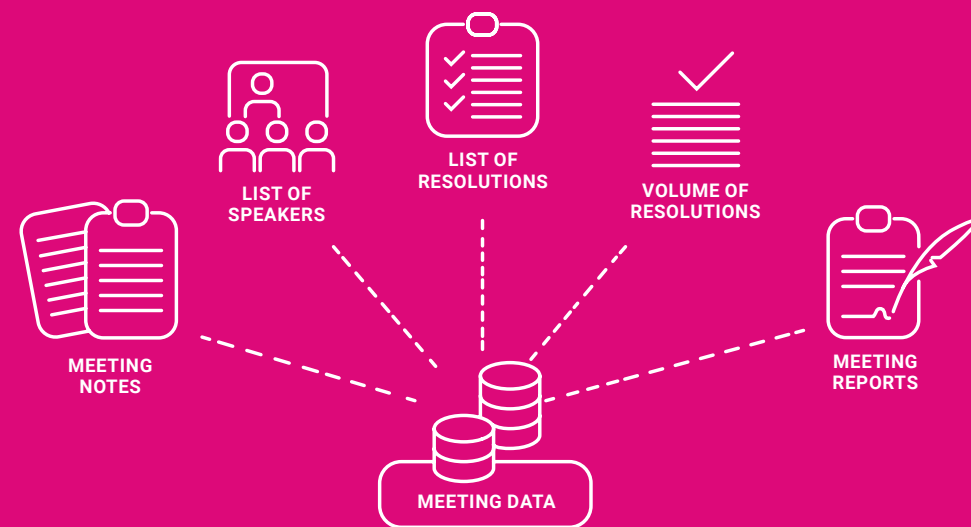 LIST OF
RESOLUTIONS
LIST OF
SPEAKERS
VOLUME OF
RESOLUTIONS
MEETING
NOTES
MEETING
REPORTS
MEETING DATA